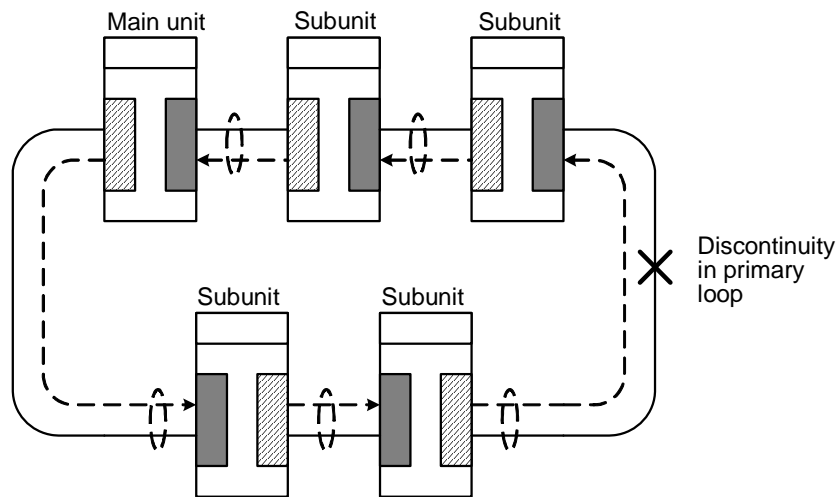 Main unit
Subunit
Subunit
Discontinuity
in primary
loop
Subunit
Subunit